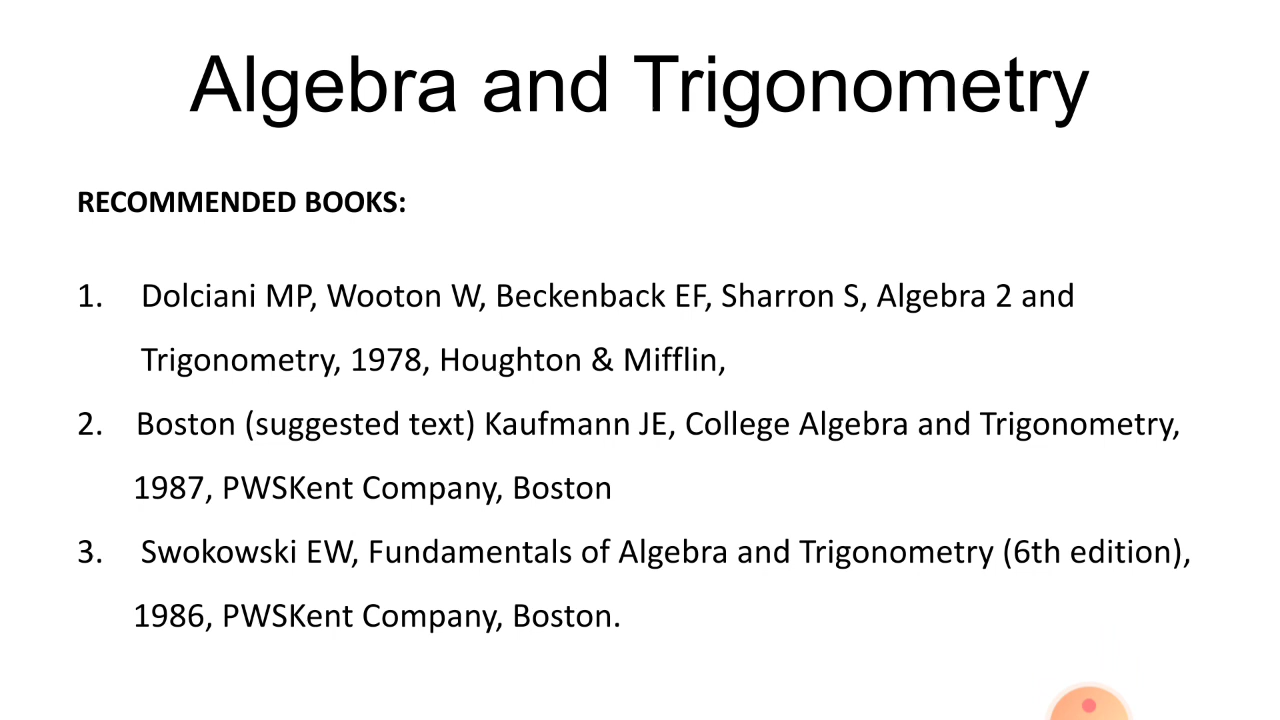 Algebra and Trigonometry
RECOMMENDED BOOKS:
1. Dolciani MP, Wooton W, Beckenback EF, Sharron S, Algebra 2 and
Trigonometry, 1978, Houghton & Mifflin,
2. Boston (suggested text) Kaufmann JE, College Algebra and Trigonometry,
1987, PWSKent Company, Boston
3. Swokowski EW, Fundamentals of Algebra and Trigonometry (6th edition),
1986, PWSKent Company, Boston.